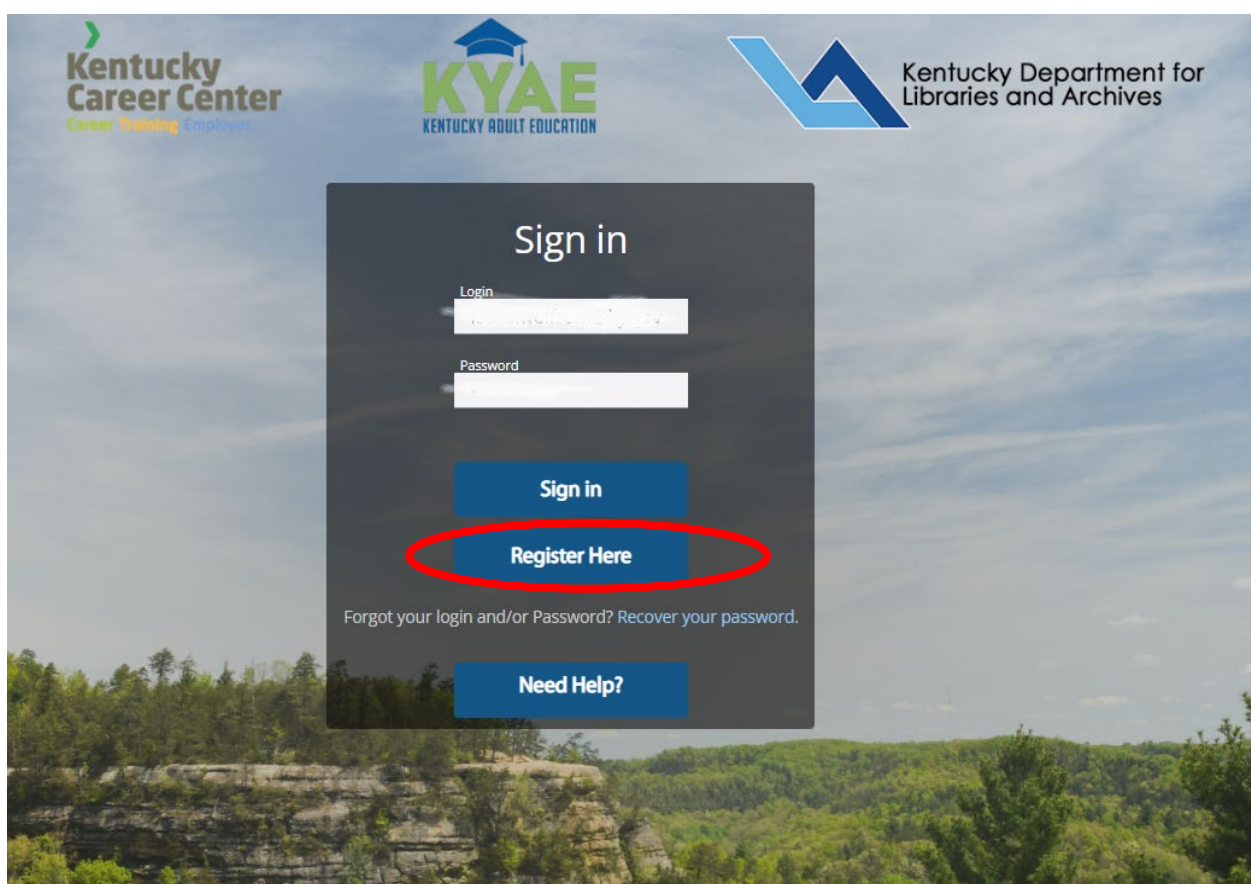 Kentucky
Career Center
Career Training Employer
KYAE
KENTUCKY ADULT EDUCATION
Kentucky Department for
Libraries and Archives
Sign in
Login
Password
Sign in
Register Here
Forgot your login and/or Password? Recover your password.
Need Help?